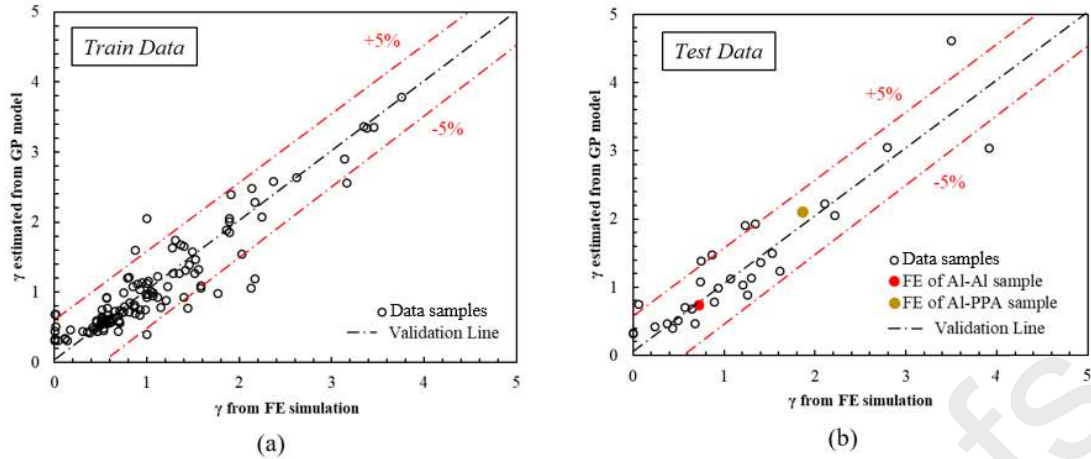 Train Data
+5%
-5%
5
4
3
2
1
0
0 1 2 3 4 5
γ estimated from GP model
γ from FE simulation
Data samples
Validation Line
(a)
Test Data
+5%
-5%
5
4
3
2
1
0
0 1 2 3 4 5
γ estimated from GP model
γ from FE simulation
Data samples
FE of Al-Al sample
FE of Al-PPA sample
Validation Line
(b)
fs